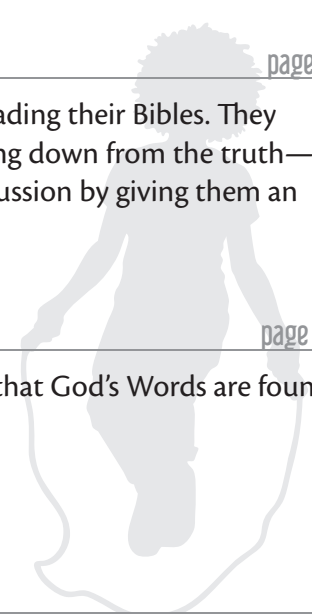 page
ading their Bibles. They
ng down from the truth—
ussion by giving them an
page
that God's Words are foun